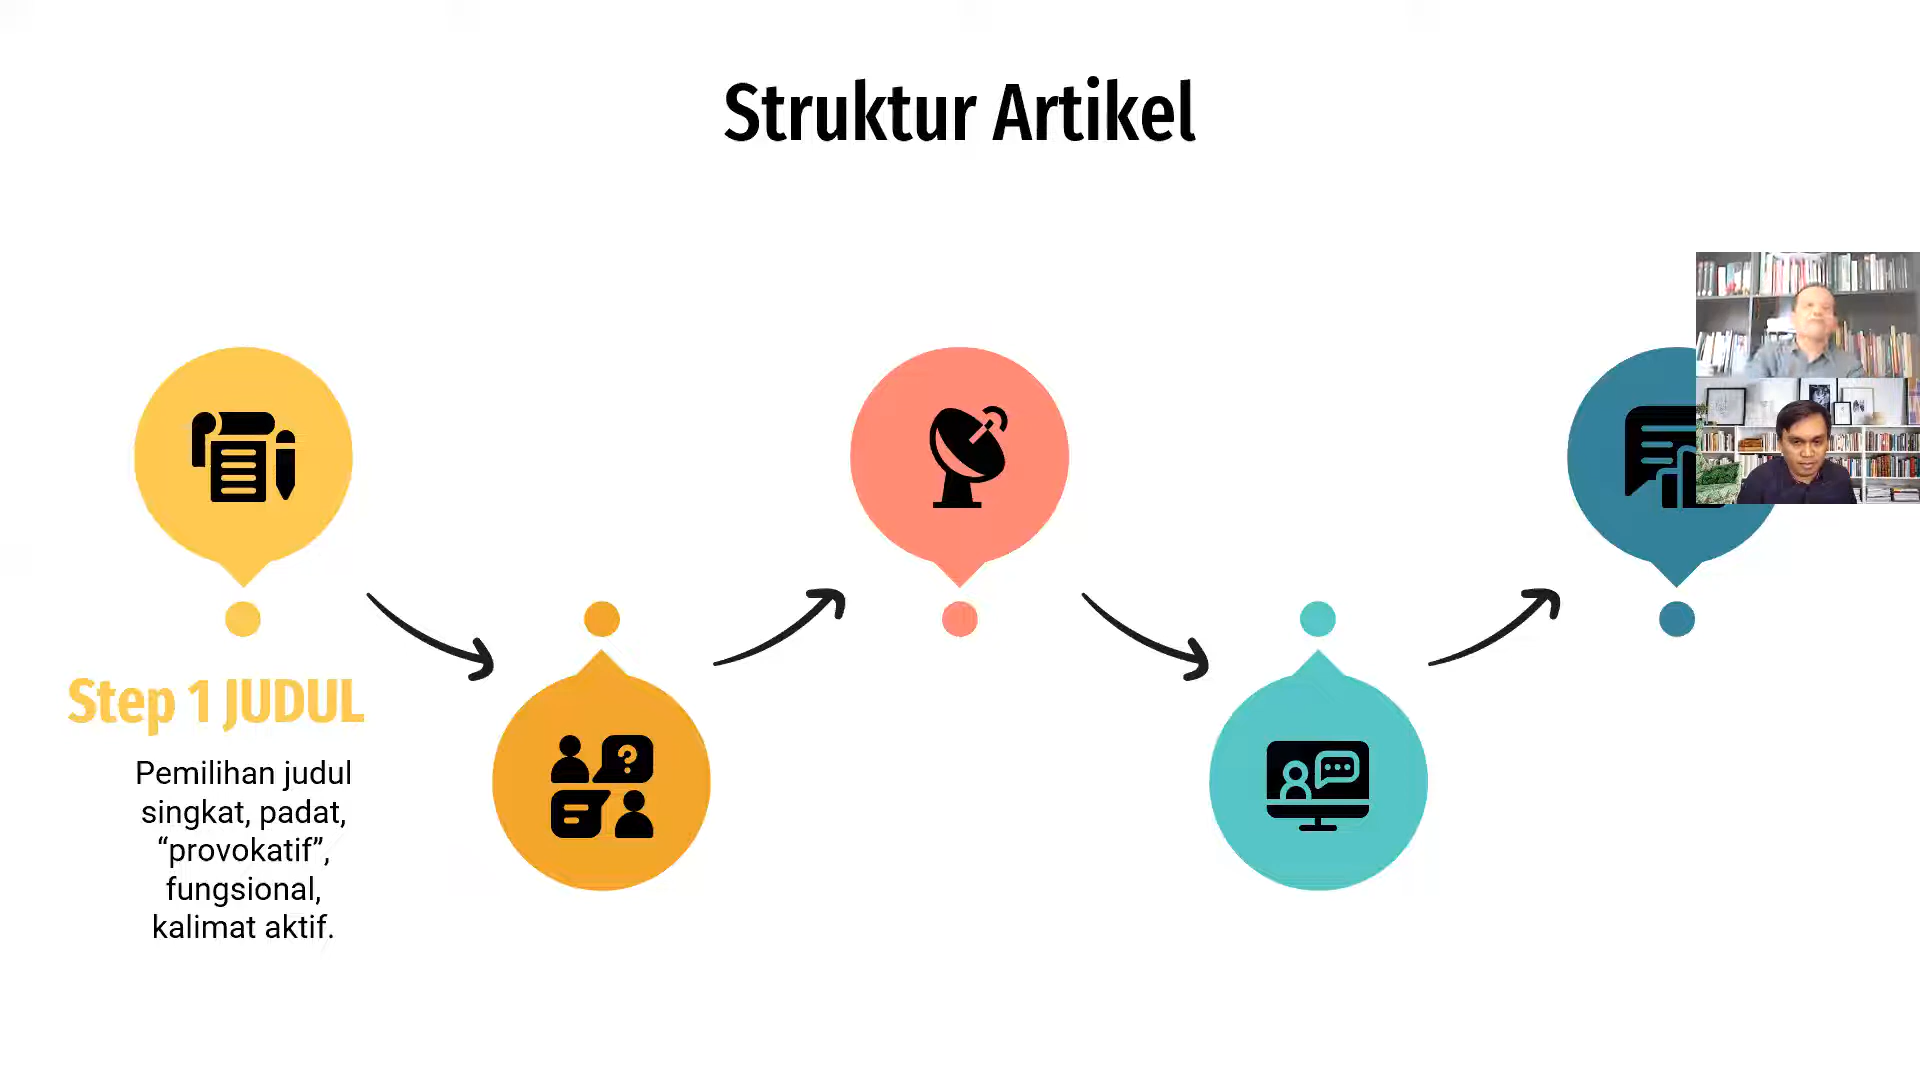 Struktur Artikel
Step 1 JUDUL
Pemilihan judul
singkat, padat,
“provokatif”,
fungsional,
kalimat aktif.
?